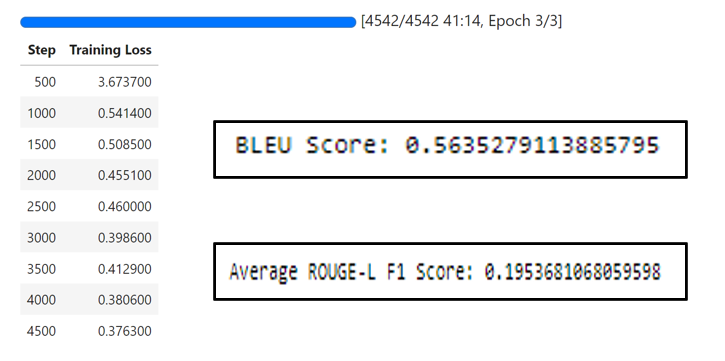 [4542/4542 41:14, Epoch 3/3]
Step Training Loss
500 3.673700
1000 0.541400
1500 0.508500
2000 0.455100
2500 0.460000
3000 0.398600
3500 0.412900
4000 0.380600
4500 0.376300
BLEU Score: 0.5635279113885795
Average ROUGE-L F1 Score: 0.1953681068059598